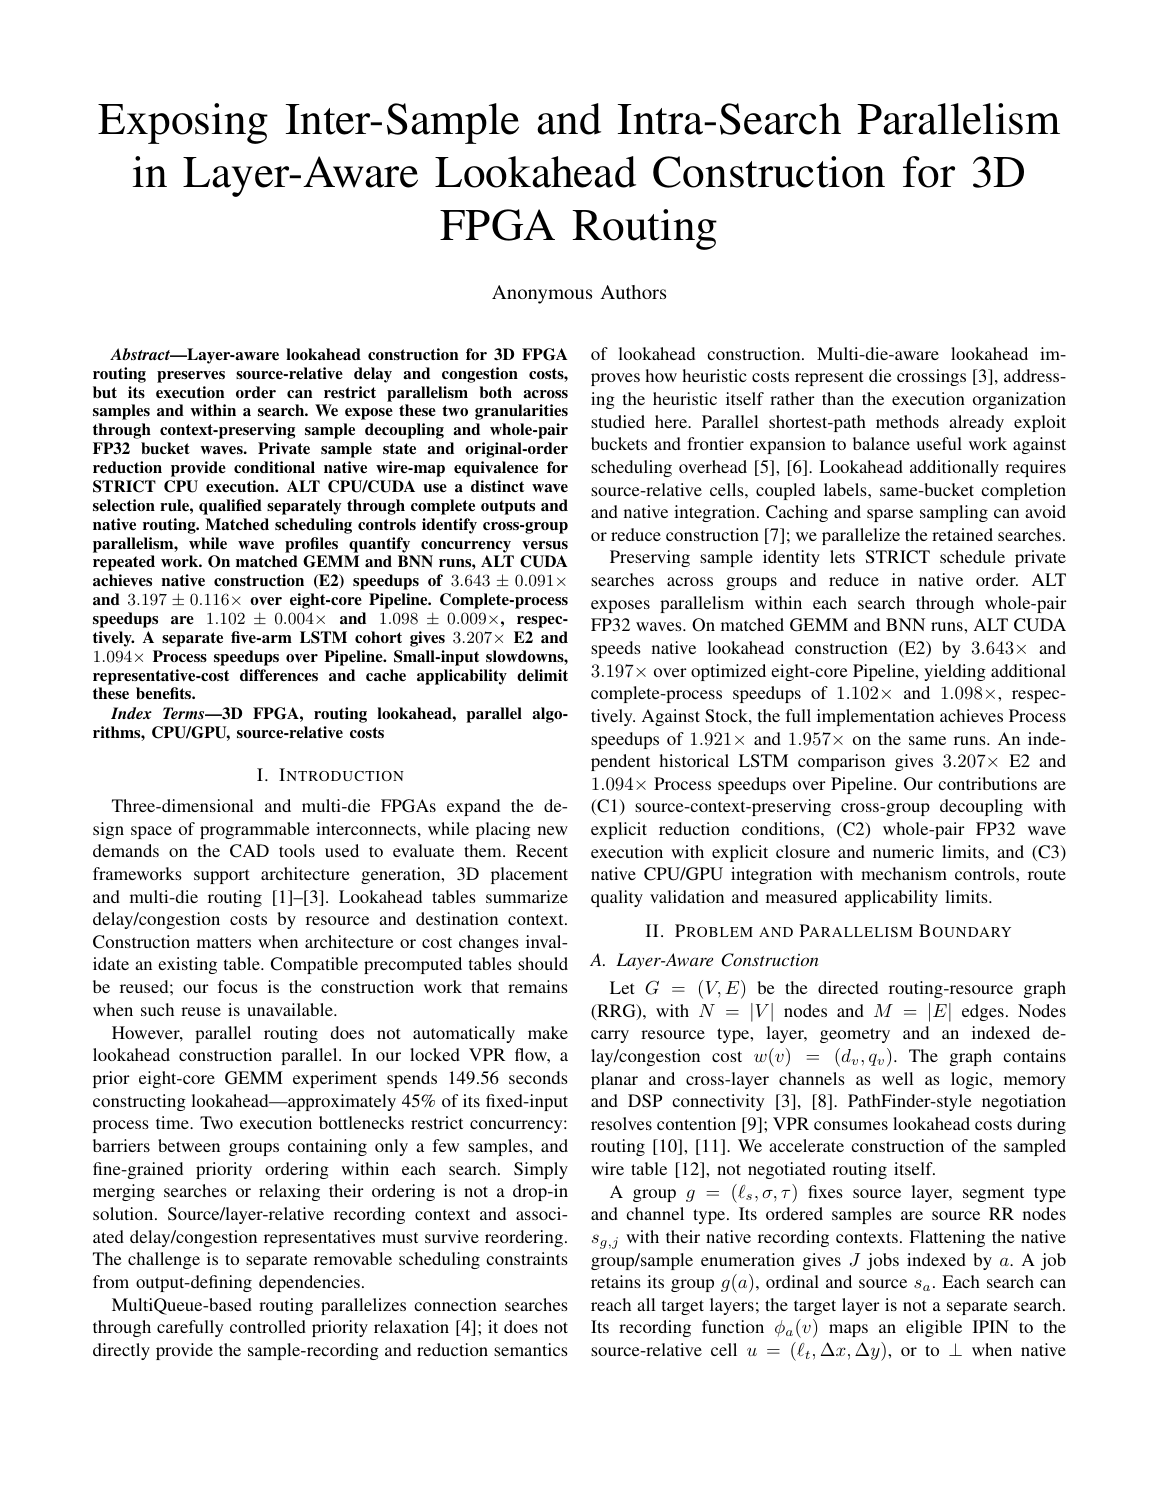 Exposing Inter-Sample and Intra-Search Parallelism
in Layer-Aware Lookahead Construction for 3D
FPGA Routing
Anonymous Authors
Abstract—Layer-aware lookahead construction for 3D FPGA
routing preserves source-relative delay and congestion costs,
but its execution order can restrict parallelism both across
samples and within a search. We expose these two granularities
through context-preserving sample decoupling and whole-pair
FP32 bucket waves. Private sample state and original-order
reduction provide conditional native wire-map equivalence for
STRICT CPU execution. ALT CPU/CUDA use a distinct wave
selection rule, qualified separately through complete outputs and
native routing. Matched scheduling controls identify cross-group
parallelism, while wave profiles quantify concurrency versus
repeated work. On matched GEMM and BNN runs, ALT CUDA
achieves native construction (E2) speedups of 3.643 ± 0.091×
and 3.197 ± 0.116× over eight-core Pipeline. Complete-process
speedups are 1.102 ± 0.004× and 1.098 ± 0.009×, respec-
tively. A separate five-arm LSTM cohort gives 3.207× E2 and
1.094× Process speedups over Pipeline. Small-input slowdowns,
representative-cost differences and cache applicability delimit
these benefits.
Index Terms—3D FPGA, routing lookahead, parallel algo-
rithms, CPU/GPU, source-relative costs
I. INTRODUCTION
Three-dimensional and multi-die FPGAs expand the de-
sign space of programmable interconnects, while placing new
demands on the CAD tools used to evaluate them. Recent
frameworks support architecture generation, 3D placement
and multi-die routing [1]–[3]. Lookahead tables summarize
delay/congestion costs by resource and destination context.
Construction matters when architecture or cost changes inval-
idate an existing table. Compatible precomputed tables should
be reused; our focus is the construction work that remains
when such reuse is unavailable.
However, parallel routing does not automatically make
lookahead construction parallel. In our locked VPR flow, a
prior eight-core GEMM experiment spends 149.56 seconds
constructing lookahead—approximately 45% of its fixed-input
process time. Two execution bottlenecks restrict concurrency:
barriers between groups containing only a few samples, and
fine-grained priority ordering within each search. Simply
merging searches or relaxing their ordering is not a drop-in
solution. Source/layer-relative recording context and associ-
ated delay/congestion representatives must survive reordering.
The challenge is to separate removable scheduling constraints
from output-defining dependencies.
MultiQueue-based routing parallelizes connection searches
through carefully controlled priority relaxation [4]; it does not
directly provide the sample-recording and reduction semantics
of lookahead construction. Multi-die-aware lookahead im-
proves how heuristic costs represent die crossings [3], address-
ing the heuristic itself rather than the execution organization
studied here. Parallel shortest-path methods already exploit
buckets and frontier expansion to balance useful work against
scheduling overhead [5], [6]. Lookahead additionally requires
source-relative cells, coupled labels, same-bucket completion
and native integration. Caching and sparse sampling can avoid
or reduce construction [7]; we parallelize the retained searches.
Preserving sample identity lets STRICT schedule private
searches across groups and reduce in native order. ALT
exposes parallelism within each search through whole-pair
FP32 waves. On matched GEMM and BNN runs, ALT CUDA
speeds native lookahead construction (E2) by 3.643× and
3.197× over optimized eight-core Pipeline, yielding additional
complete-process speedups of 1.102× and 1.098×, respec-
tively. Against Stock, the full implementation achieves Process
speedups of 1.921× and 1.957× on the same runs. An inde-
pendent historical LSTM comparison gives 3.207× E2 and
1.094× Process speedups over Pipeline. Our contributions are
(C1) source-context-preserving cross-group decoupling with
explicit reduction conditions, (C2) whole-pair FP32 wave
execution with explicit closure and numeric limits, and (C3)
native CPU/GPU integration with mechanism controls, route
quality validation and measured applicability limits.
II. PROBLEM AND PARALLELISM BOUNDARY
A. Layer-Aware Construction
Let G = (V, E) be the directed routing-resource graph
(RRG), with N = |V| nodes and M = |E| edges. Nodes
carry resource type, layer, geometry and an indexed de-
lay/congestion cost w(v) = (d_v, q_v). The graph contains
planar and cross-layer channels as well as logic, memory
and DSP connectivity [3], [8]. PathFinder-style negotiation
resolves contention [9]; VPR consumes lookahead costs during
routing [10], [11]. We accelerate construction of the sampled
wire table [12], not negotiated routing itself.
A group g = (ℓ_s, σ, τ) fixes source layer, segment type
and channel type. Its ordered samples are source RR nodes
s_{g,j} with their native recording contexts. Flattening the native
group/sample enumeration gives J jobs indexed by a. A job
retains its group g(a), ordinal and source s_a. Each search can
reach all target layers; the target layer is not a separate search.
Its recording function ϕ_a(v) maps an eligible IPIN to the
source-relative cell u = (ℓ_t, Δx, Δy), or to ⊥ when native